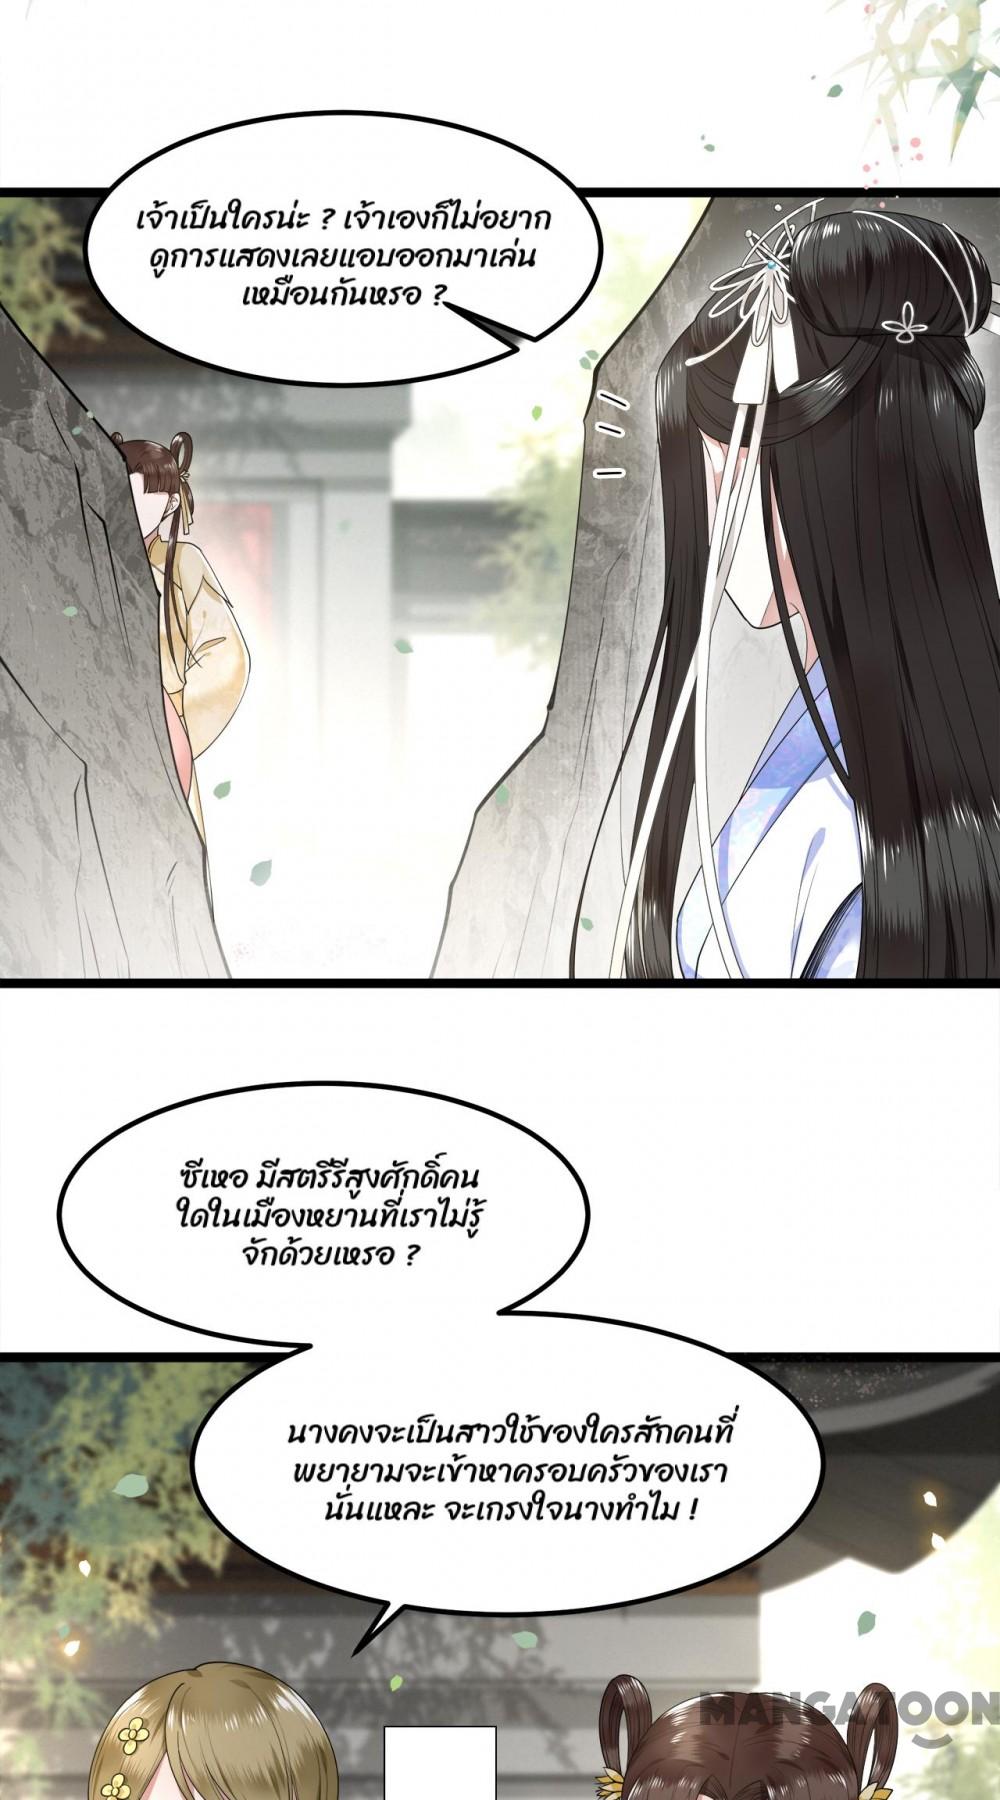 เจ้าเป็นใครน่ะ ? เจ้าเองก็ไม่อยาก
ดูการแสดงเลยแอบออกมาเล่น
เหมือนกันหรอ ?
ซีเหอ มีสตรีรีสูงศักดิ์คน
ใดในเมืองหยานที่เราไม่รู้
จักด้วยเหรอ ?
นางคงจะเป็นสาวใช้ของใครสักคนที่
พยายามจะเข้าหาครอบครัวของเรา
นั่นแหละ จะเกรงใจนางทำไม !
MANGATOON